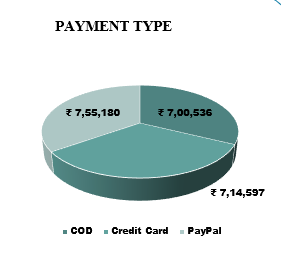 PAYMENT TYPE
₹ 7,55,180
₹ 7,00,536
₹ 7,14,597
COD Credit Card PayPal